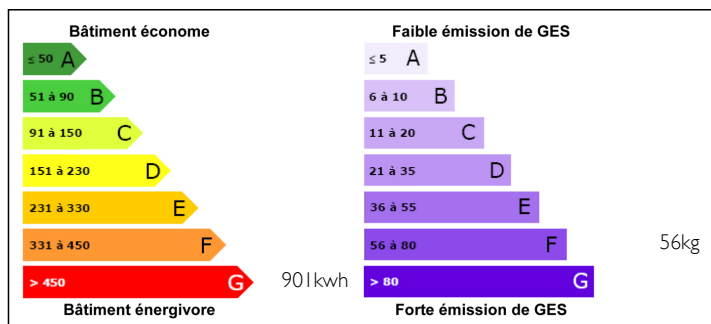 Bâtiment économe
≤ 50 A
51 à 90 B
91 à 150 C
151 à 230 D
231 à 330 E
331 à 450 F
> 450 G
901kwh
Bâtiment énergivore
Faible émission de GES
≤ 5 A
6 à 10 B
11 à 20 C
21 à 35 D
36 à 55 E
56 à 80 F
56kg
> 80 G
Forte émission de GES